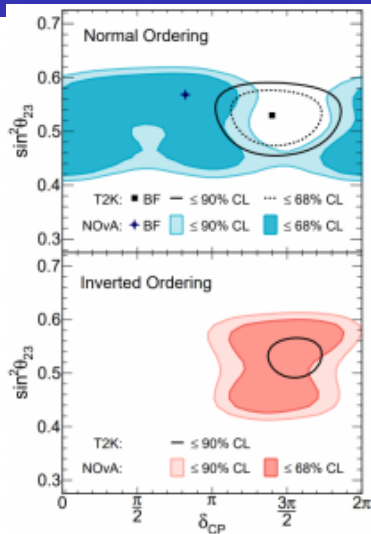 0.7
Normal Ordering
0.6
sin²θ₂₃
0.5
0.4
T2K: BF ≤ 90% CL ≤ 68% CL
NOvA: BF ≤ 90% CL ≤ 68% CL
0.3
0.7
Inverted Ordering
0.6
sin²θ₂₃
0.5
0.4
T2K: ≤ 90% CL
NOvA: ≤ 90% CL ≤ 68% CL
0.3
0 π/2 π 3π/2 2π
δCP